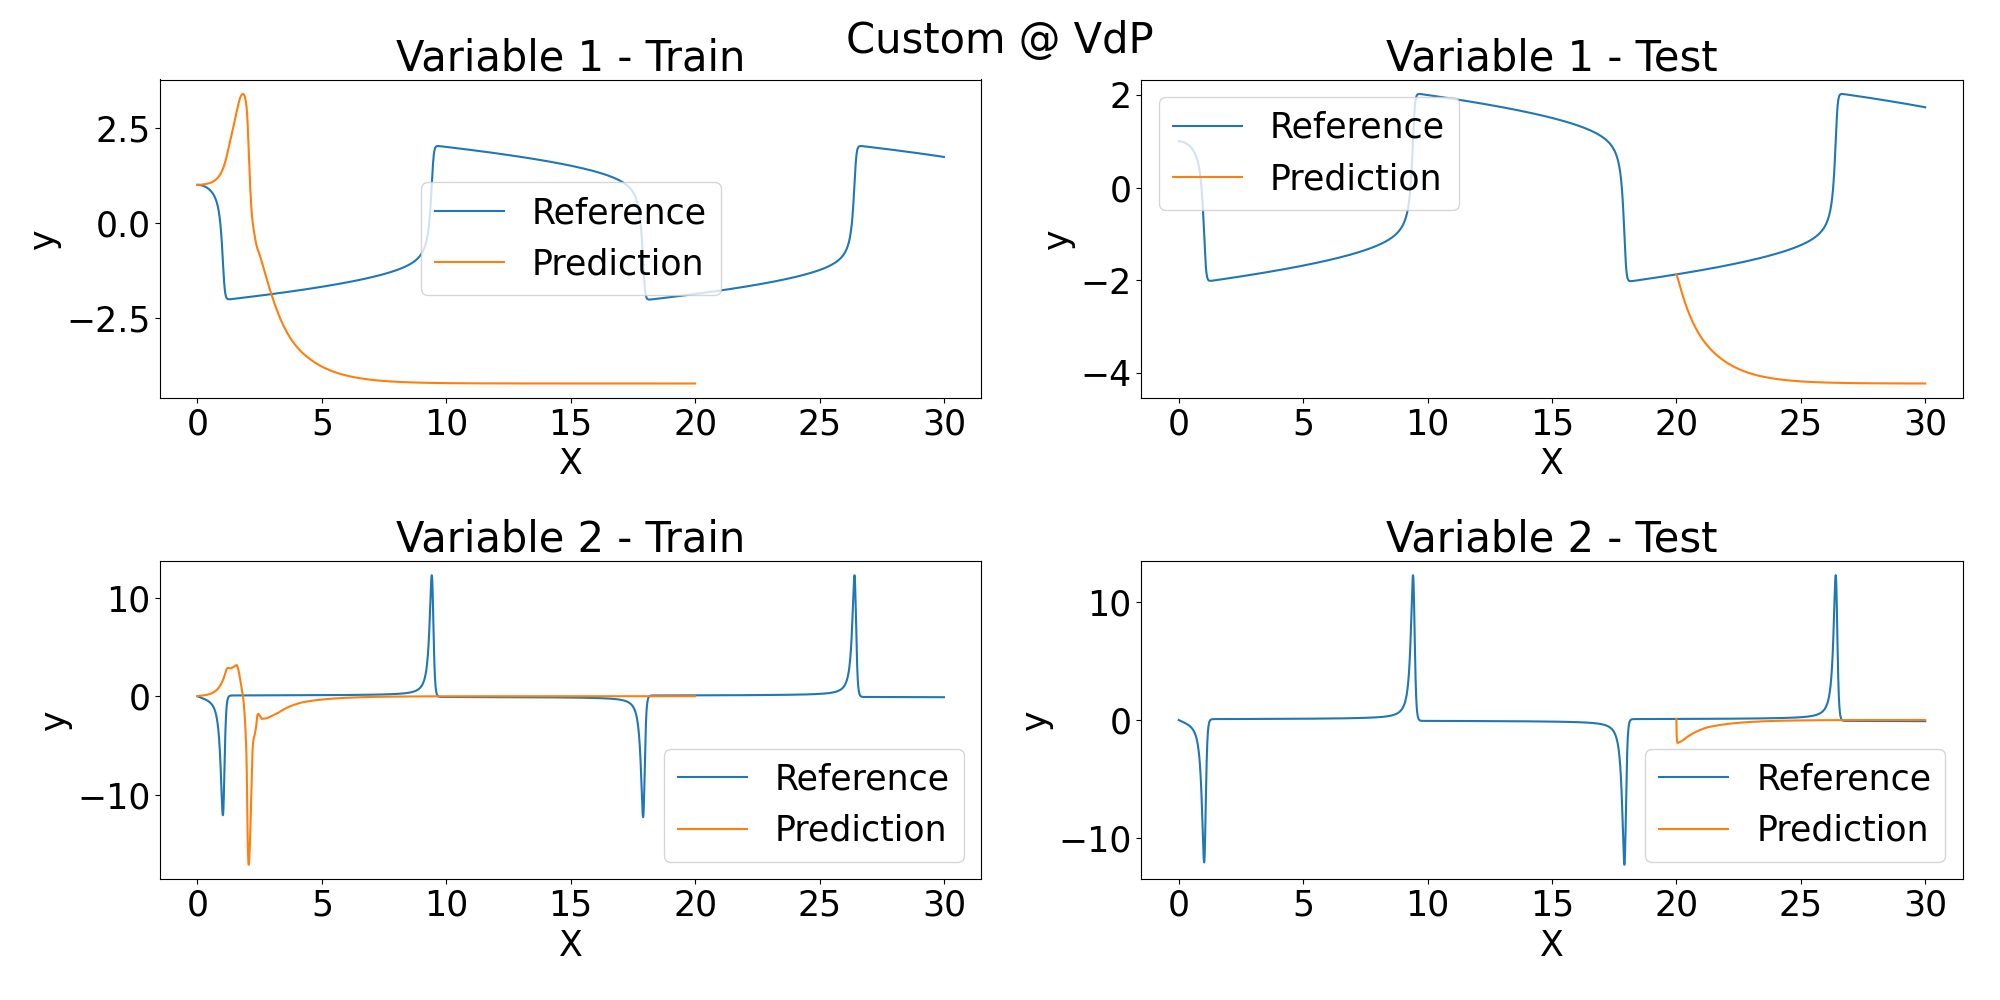 Custom @ VdP
Variable 1 - Train
2.5
0.0
−2.5
y
Reference
Prediction
0 5 10 15 20 25 30
X
Variable 1 - Test
2
0
−2
−4
y
Reference
Prediction
0 5 10 15 20 25 30
X
Variable 2 - Train
10
0
−10
y
Reference
Prediction
0 5 10 15 20 25 30
X
Variable 2 - Test
10
0
−10
y
Reference
Prediction
0 5 10 15 20 25 30
X